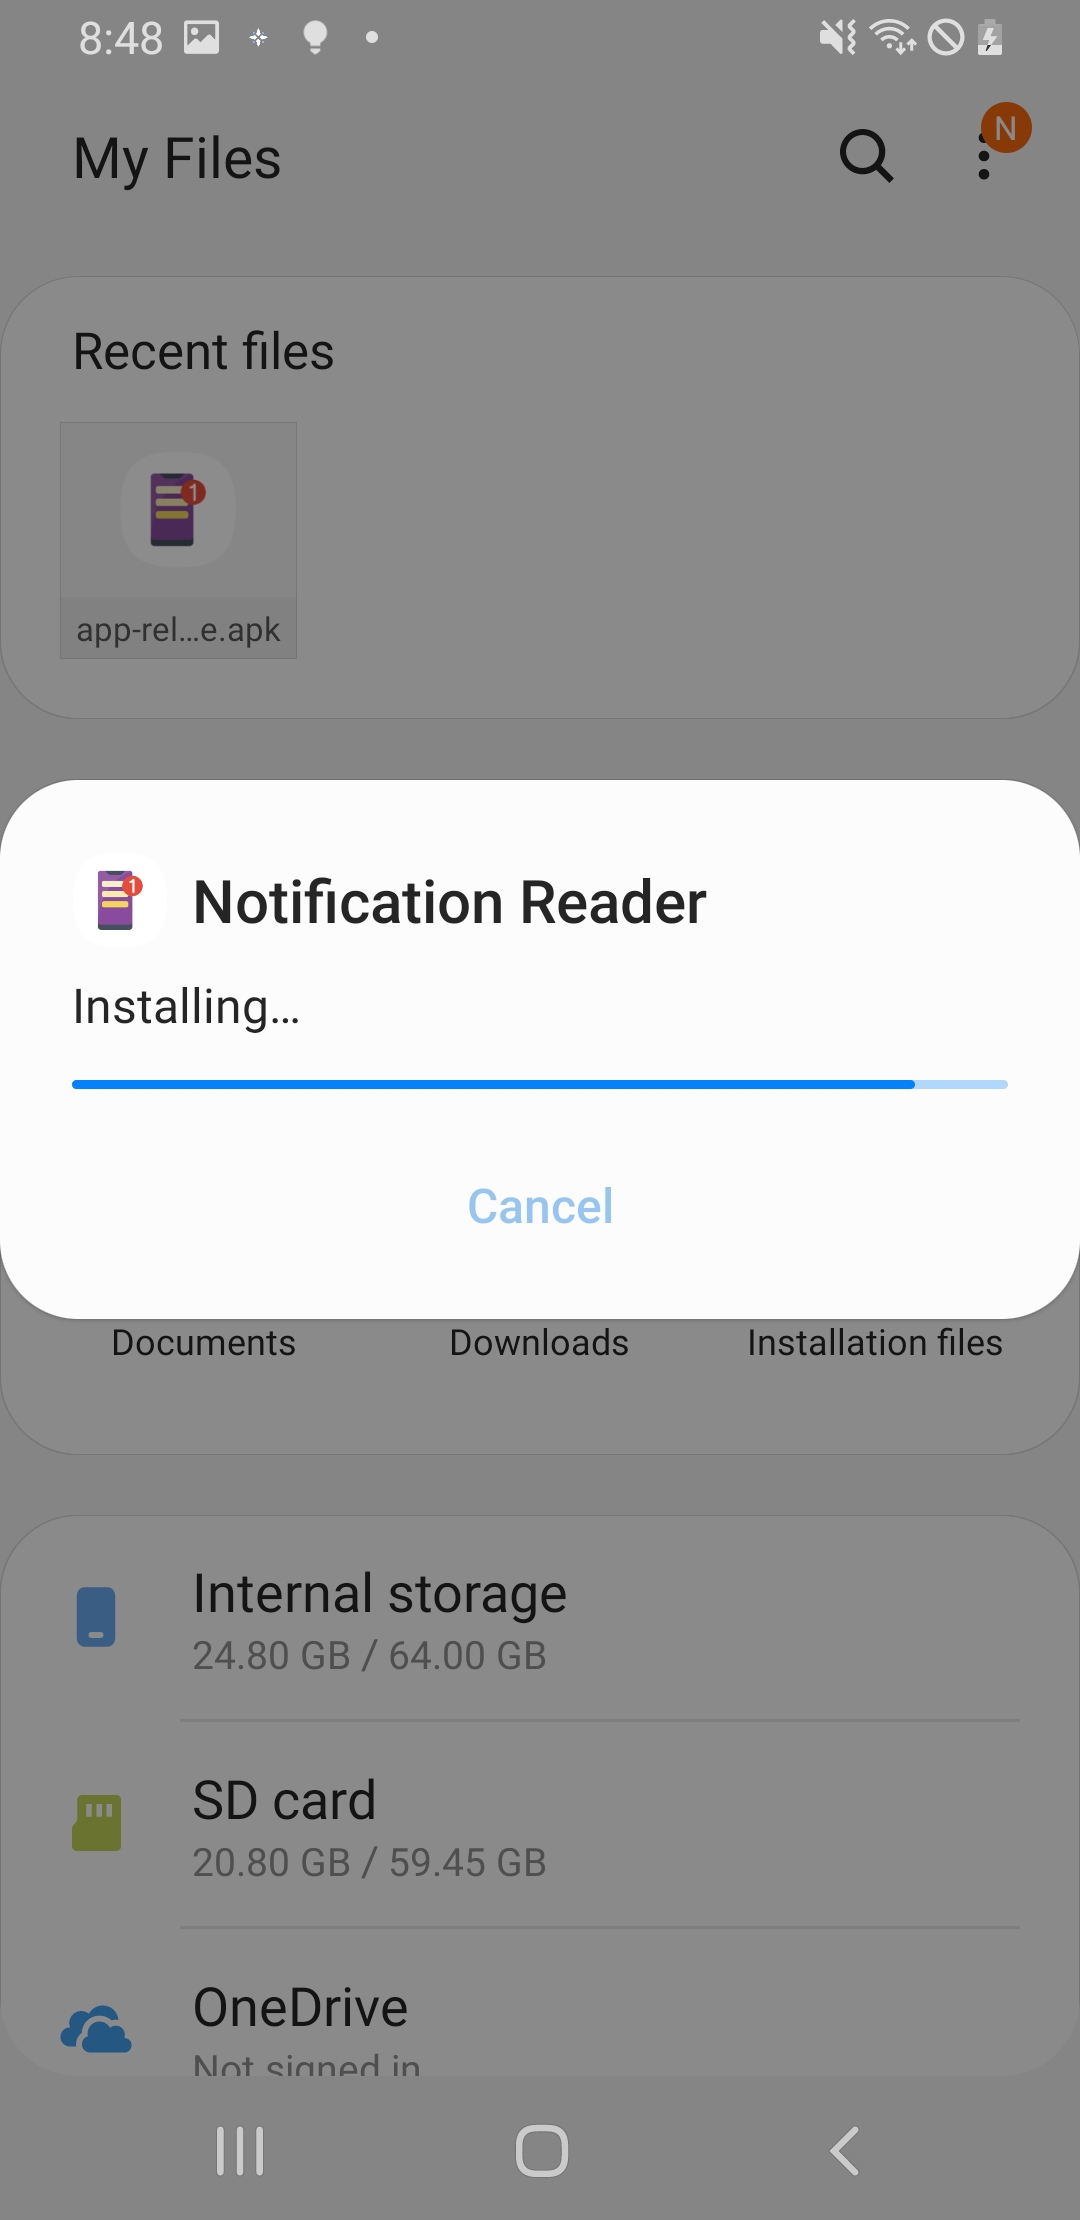 8:48
My Files
N
Recent files
1
app-rel...e.apk
1
Notification Reader
Installing...
Cancel
Documents
Downloads
Installation files
Internal storage
24.80 GB / 64.00 GB
SD card
20.80 GB / 59.45 GB
OneDrive
Not signed in